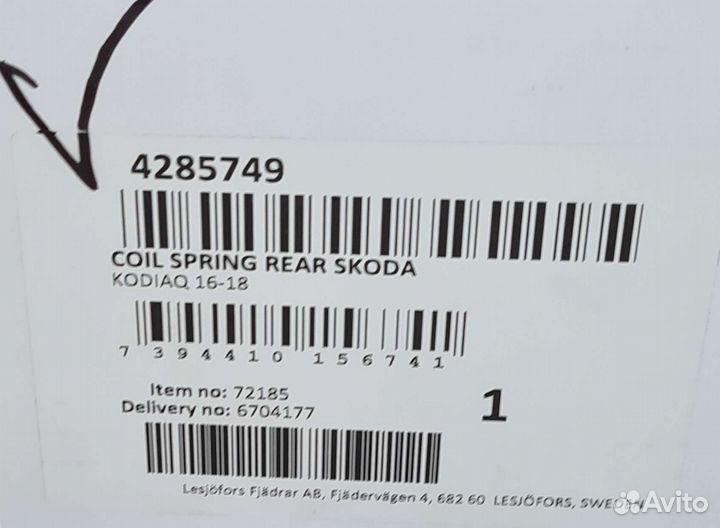 4285749
COIL SPRING REAR SKODA
KODIAQ 16-18
7 394410 156741
Item no: 72185
Delivery no: 6704177
1
Lesjöfors Fjädrar AB, Fjädervägen 4, 682 60 LESJÖFORS, SWEDEN
Avito